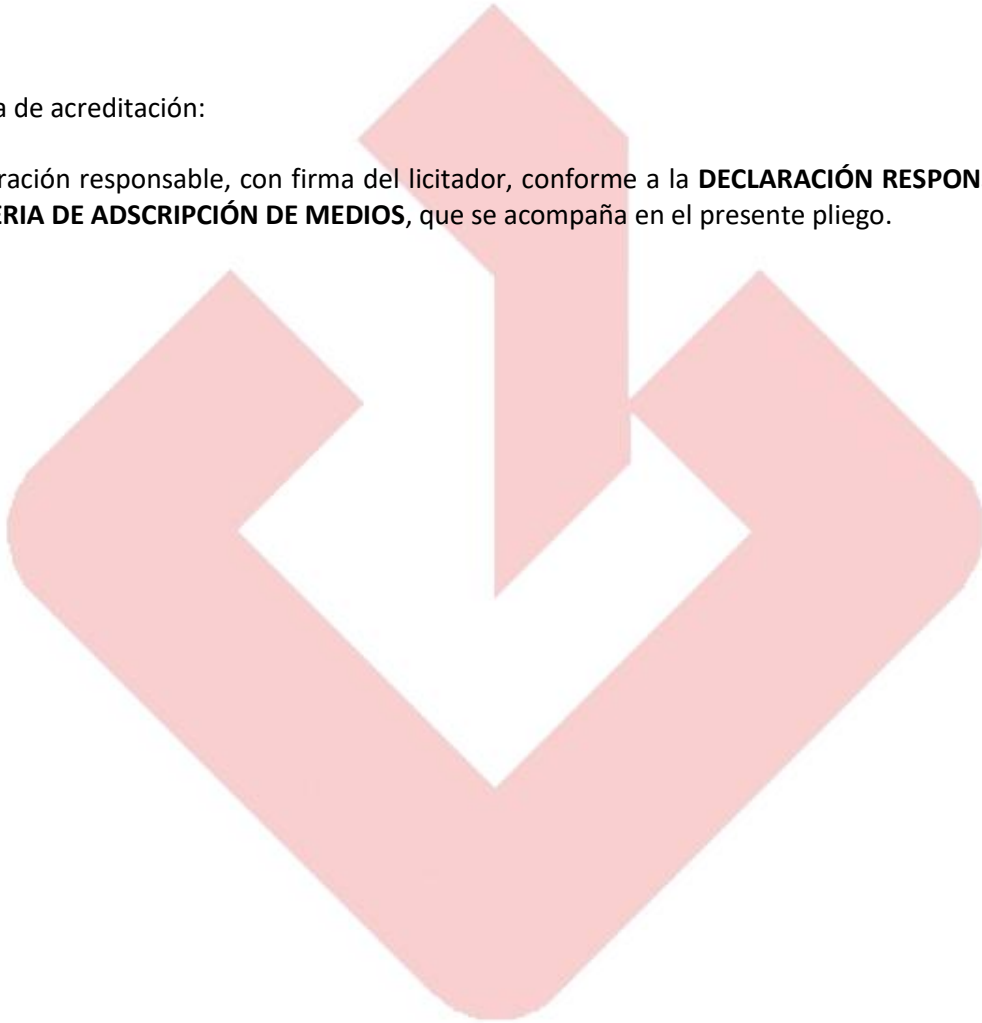 a de acreditación:
ración responsable, con firma del licitador, conforme a la DECLARACIÓN RESPON
ERIA DE ADSCRIPCIÓN DE MEDIOS, que se acompaña en el presente pliego.